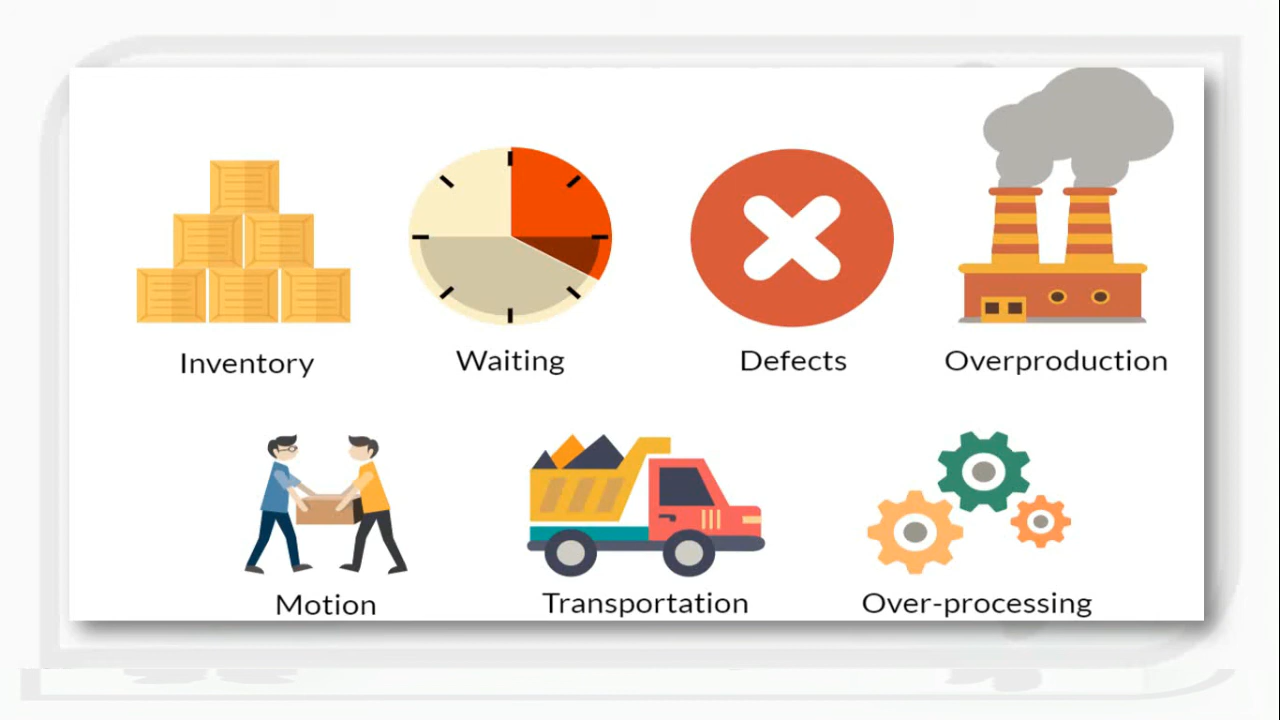 Inventory
Waiting
Defects
Overproduction
Motion
Transportation
Over-processing